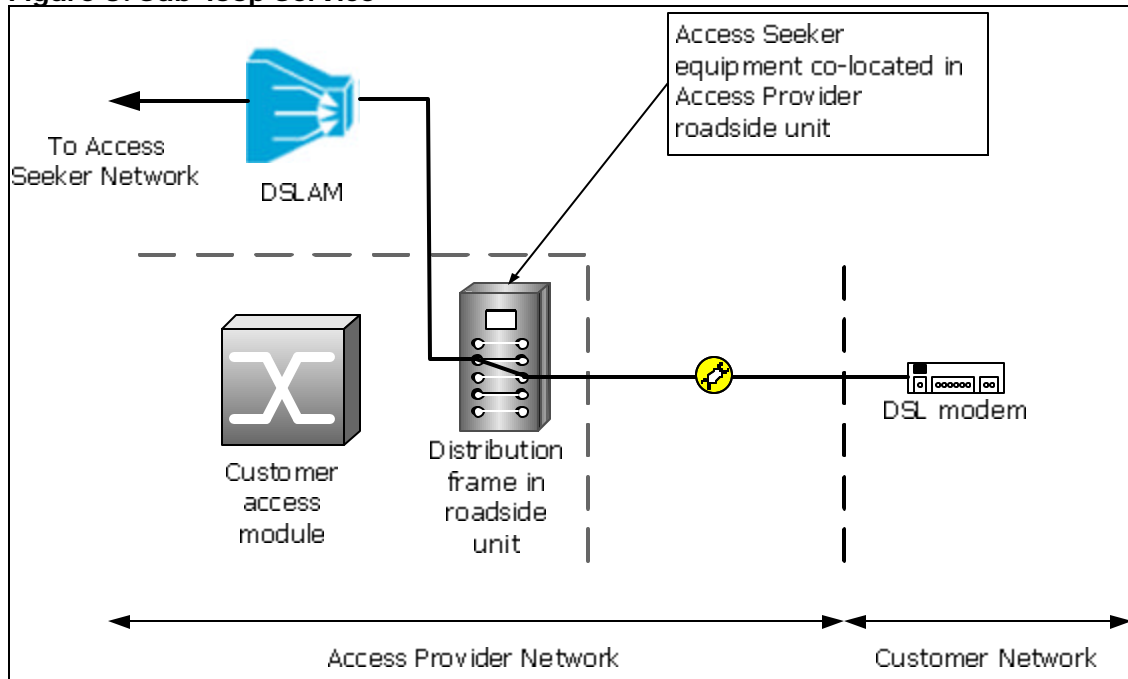 Access Seeker
equipment co-located in
Access Provider
roadside unit
To Access
Seeker Network
DSLAM
DSL modem
Customer
access
module
Distribution
frame in
roadside
unit
Access Provider Network
Customer Network